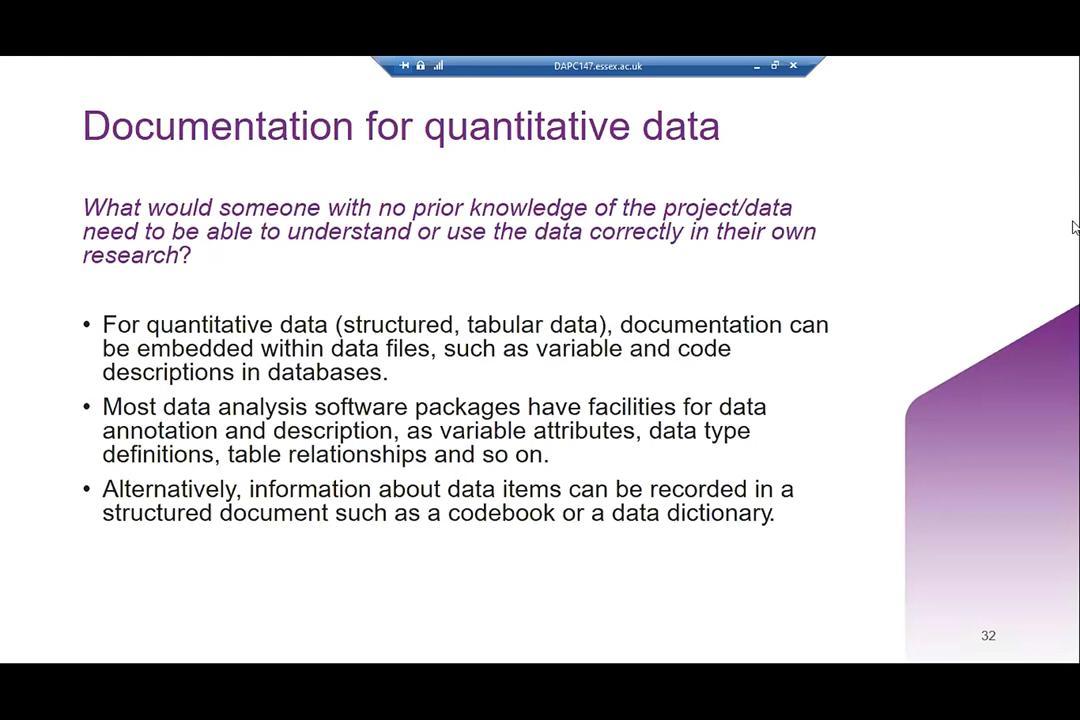 DAPC147.essex.ac.uk
Documentation for quantitative data
What would someone with no prior knowledge of the project/data
need to be able to understand or use the data correctly in their own
research?
• For quantitative data (structured, tabular data), documentation can
be embedded within data files, such as variable and code
descriptions in databases.
• Most data analysis software packages have facilities for data
annotation and description, as variable attributes, data type
definitions, table relationships and so on.
• Alternatively, information about data items can be recorded in a
structured document such as a codebook or a data dictionary.
32